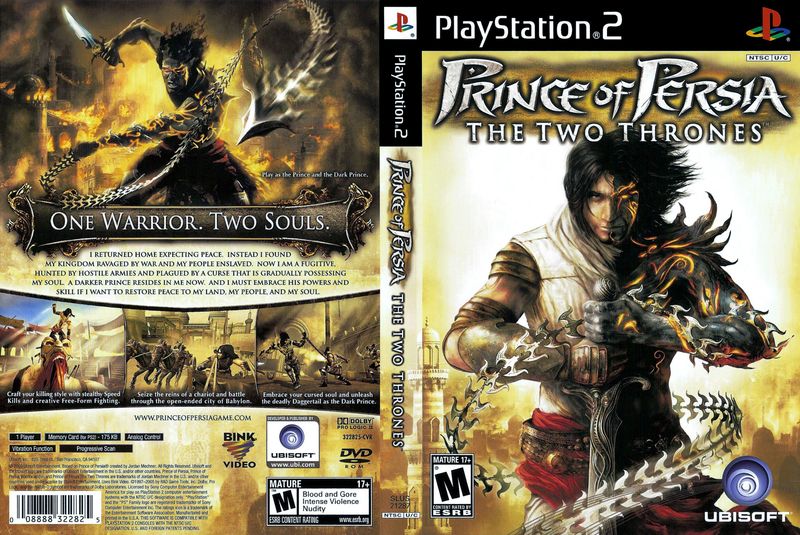 Play as the Prince and the Dark Prince.
ONE WARRIOR. TWO SOULS.
I RETURNED HOME EXPECTING PEACE. INSTEAD I FOUND
MY KINGDOM RAVAGED BY WAR AND MY PEOPLE ENSLAVED. NOW I AM A FUGITIVE,
HUNTED BY HOSTILE ARMIES AND PLAGUED BY A CURSE THAT IS GRADUALLY POSSESSING
MY SOUL. A DARKER PRINCE RESIDES IN ME NOW. AND I MUST EMBRACE HIS POWERS AND
SKILL IF I WANT TO RESTORE PEACE TO MY LAND, MY PEOPLE, AND MY SOUL.
Craft your killing style with stealthy Speed
Kills and creative Free-Form Fighting.
Seize the reins of a chariot and battle
through the open-ended city of Babylon.
Embrace your cursed soul and unleash
the deadly Daggertail as the Dark Prince.
WWW.PRINCEOFPERSIAGAME.COM
1 Player
Memory Card (for PS2) - 175 KB
Analog Control
Vibration Function
Progressive Scan
BINK
VIDEO
DEVELOPED & PUBLISHED BY
UBISOFT
www.ubi.com
DOLBY
PRO LOGIC II
322825-CVR
DVD
ROM
MATURE 17+
M
Blood and Gore
Intense Violence
Nudity
ESRB CONTENT RATING www.esrb.org
0 08888 32282 5
PlayStation®2
PRINCE OF PERSIA
THE TWO THRONES
SLUS
21287
NTSC U/C
PlayStation®2
NTSC U/C
PRINCE OF PERSIA
THE TWO THRONES™
MATURE 17+
M
CONTENT RATED BY
ESRB
UBISOFT